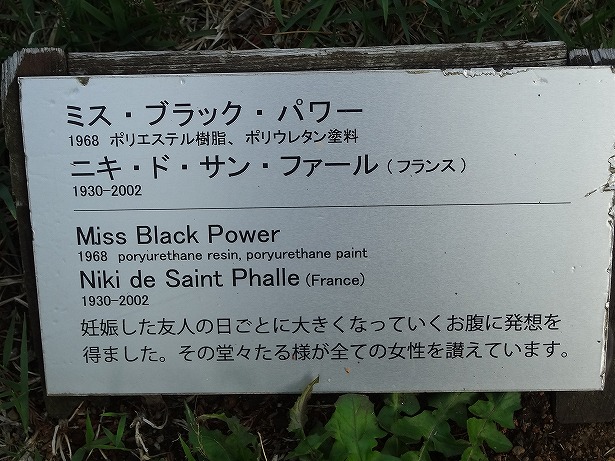 ミス・ブラック・パワー
1968 ポリエステル樹脂、ポリウレタン塗料
ニキ・ド・サン・ファール(フランス)
1930-2002
Miss Black Power
1968 poryurethane resin, poryurethane paint
Niki de Saint Phalle (France)
1930-2002
妊娠した友人の日ごとに大きくなっていくお腹に発想を
得ました。その堂々たる様が全ての女性を讃えています。